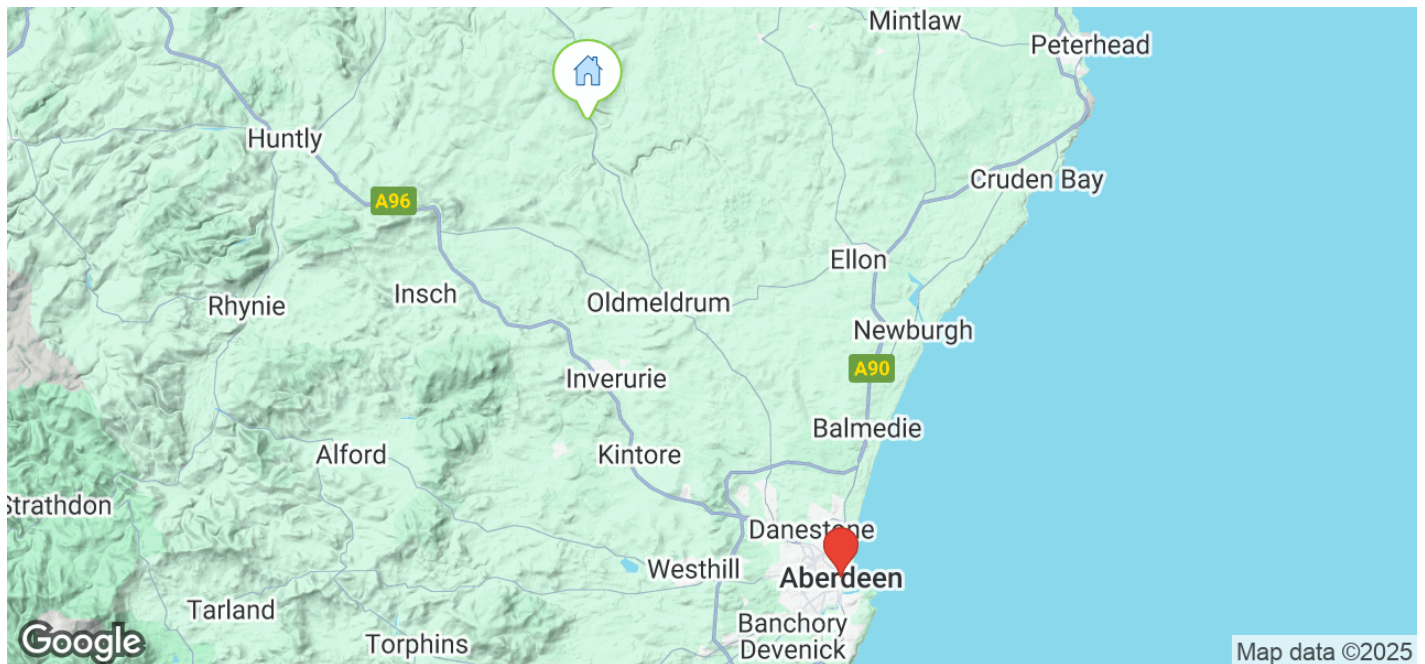 Mintlaw
Peterhead
Huntly
Cruden Bay
A96
Ellon
Insch
Rhynie
Oldmeldrum
Newburgh
A90
Inverurie
Balmedie
Alford
Kintore
Strathdon
Danestone
Westhill
Aberdeen
Tarland
Banchory
Devenick
Torphins
Google
Map data ©2025